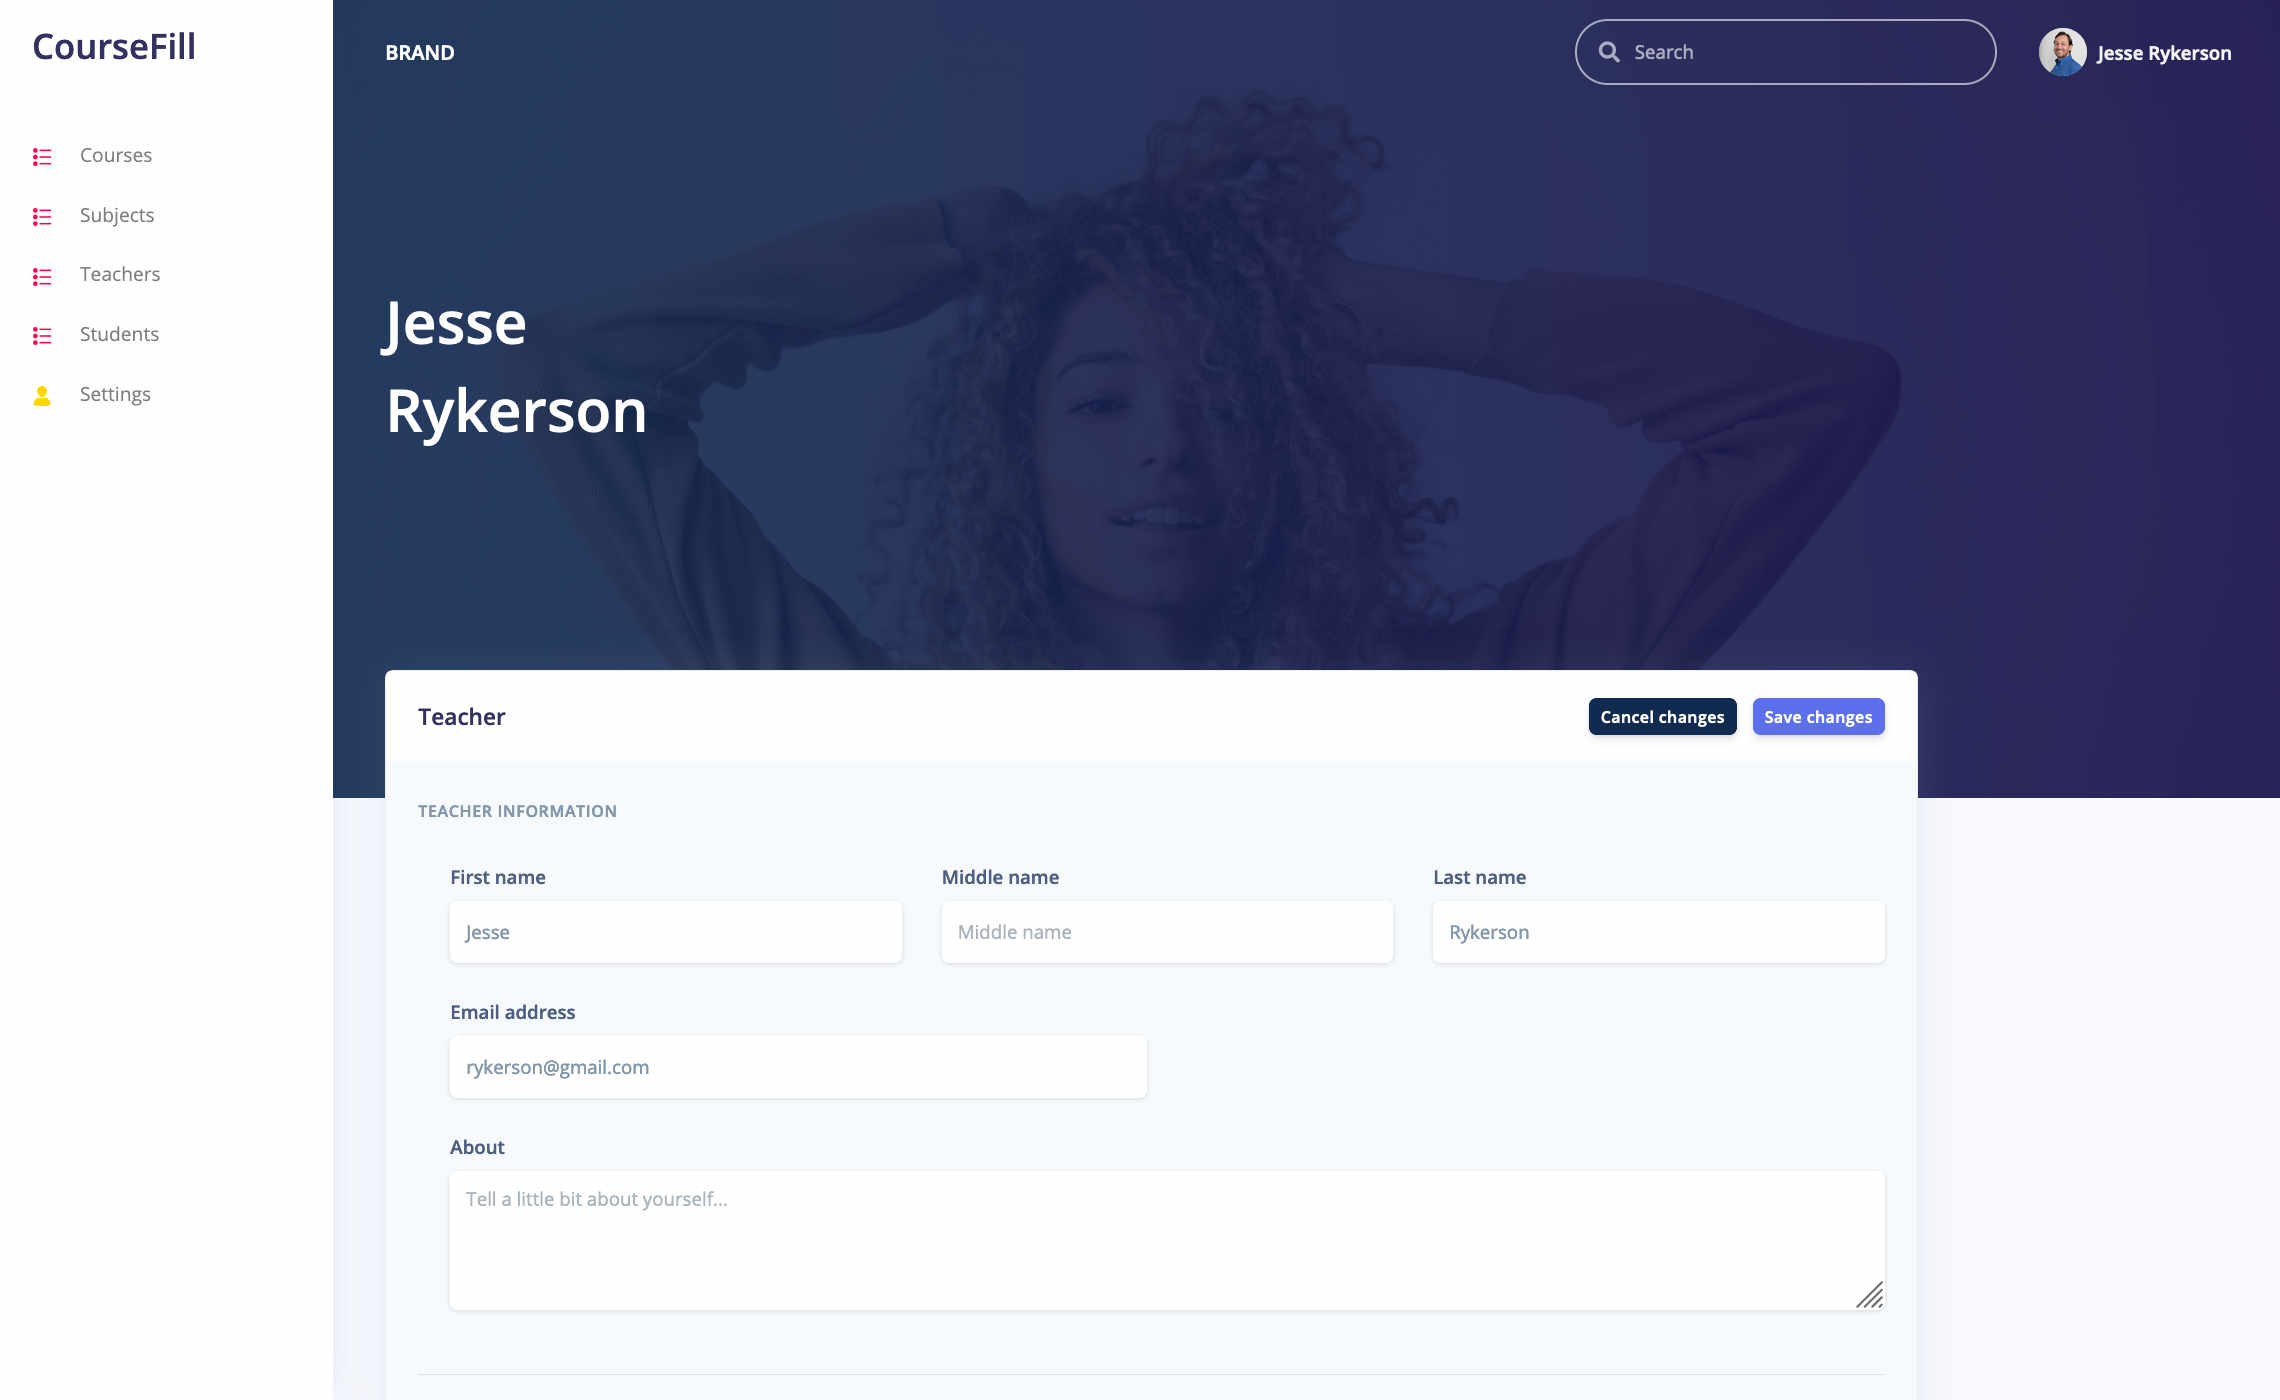 CourseFill
Courses
Subjects
Teachers
Students
Settings
BRAND
Search
Jesse Rykerson
Jesse
Rykerson
Teacher
Cancel changes
Save changes
TEACHER INFORMATION
First name
Middle name
Last name
Jesse
Middle name
Rykerson
Email address
rykerson@gmail.com
About
Tell a little bit about yourself...